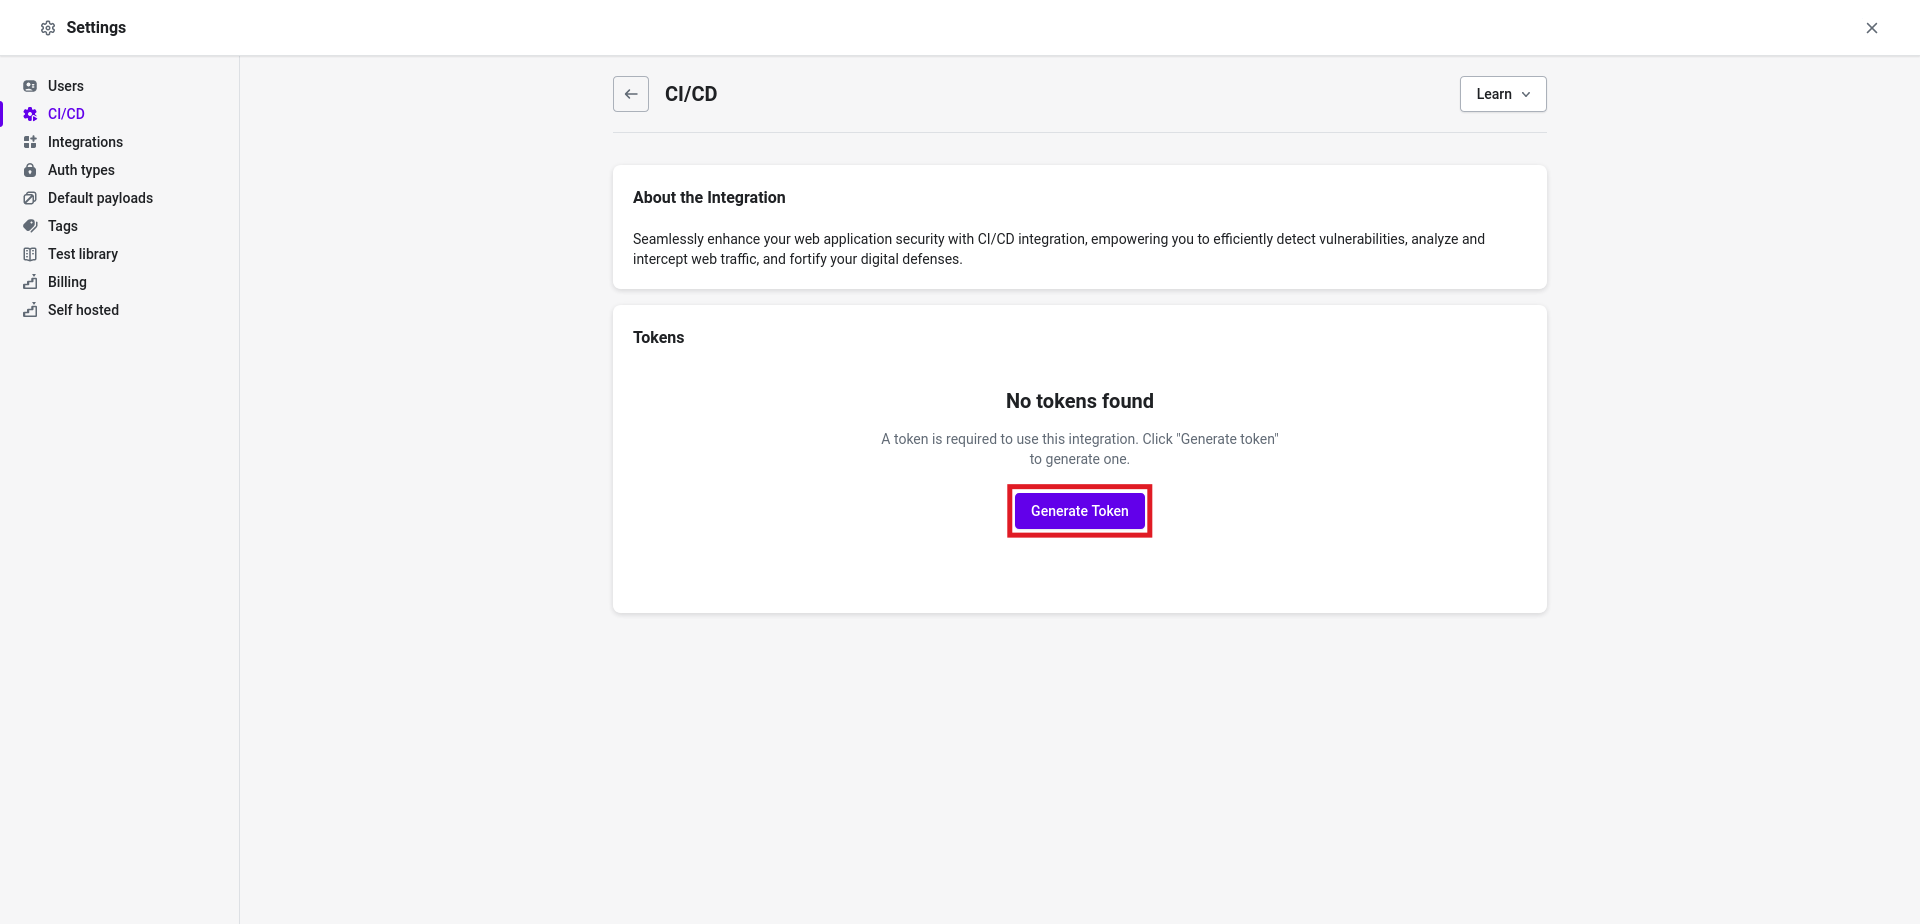 Settings
Users
CI/CD
Integrations
Auth types
Default payloads
Tags
Test library
Billing
Self hosted
CI/CD
Learn
About the Integration
Seamlessly enhance your web application security with CI/CD integration, empowering you to efficiently detect vulnerabilities, analyze and
intercept web traffic, and fortify your digital defenses.
Tokens
No tokens found
A token is required to use this integration. Click "Generate token"
to generate one.
Generate Token